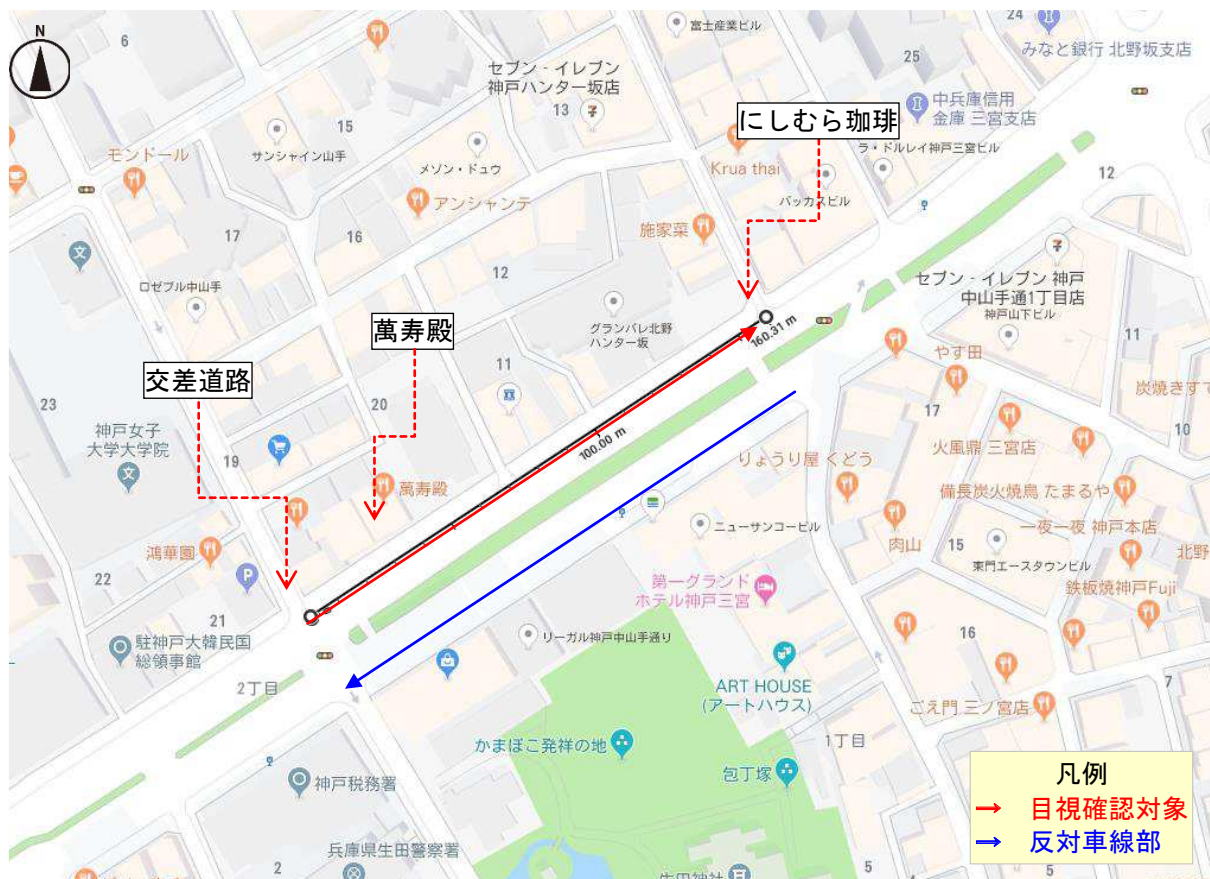 N
6
富士産業ビル
24
みなと銀行 北野坂支店
25
セブン - イレブン
神戸ハンター坂店
13
にしむら珈琲
中兵庫信用
金庫 三宮支店
15
サンシャイン山手
モンドール
メゾン・ドュウ
Krua thai
ラ・ドルレイ神戸三宮ビル
12
アンシャンテ
バッカスビル
17
16
施家菜
12
ロゼブル中山手
セブン - イレブン 神戸
中山手通1丁目店
神戸山下ビル
萬寿殿
グランバレ北野
ハンター坂
160.31 m
11
11
やす田
交差道路
炭焼きすて
23
20
17
神戸女子
大学大学院
10
100.00 m
火風鼎 三宮店
19
りょうり屋 くどう
萬寿殿
備長炭火焼鳥 たまるや
ニューサンコービル
一夜一夜 神戸本店
鴻華園
肉山
15
北野
東門エースタウンビル
22
P
第一グランド
ホテル神戸三宮
鉄板焼神戸Fuji
21
駐神戸大韓民国
総領事館
リーガル神戸中山手通り
16
2丁目
ART HOUSE
(アートハウス)
7
ごえ門 三ノ宮店
かまぼこ発祥の地
1丁目
包丁塚
神戸税務署
凡例
→ 目視確認対象
→ 反対車線部
兵庫県生田警察署
2
生田神社
5
5